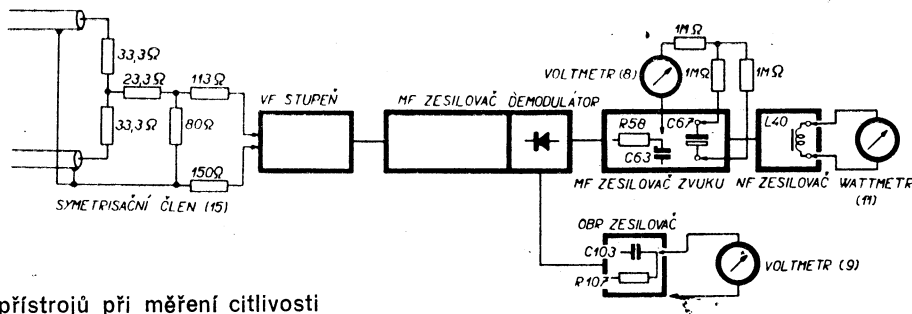 33,3Ω
23,3Ω
113Ω
33,3Ω
80Ω
150Ω
SYMETRISAČNÍ ČLEN (15)
VF STUPEŇ
MF ZESILOVAČ
DEMODULÁTOR
VOLTMETR (8)
1MΩ
1MΩ
1MΩ
R58
C63
C67
MF ZESILOVAČ ZVUKU
L40
NF ZESILOVAČ
WATTMETR
(11)
OBR ZESILOVAČ
C103
R107
VOLTMETR (9)
přístrojů při měření citlivosti